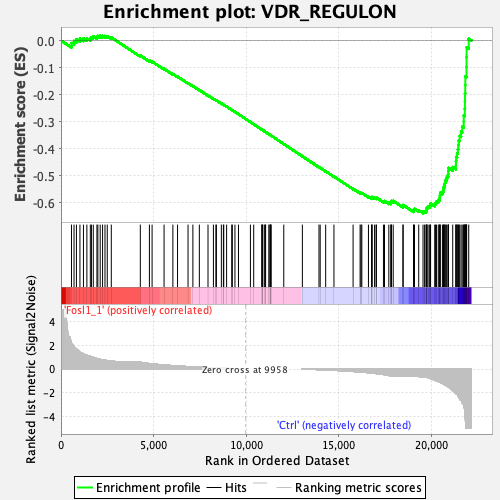 Enrichment plot: VDR_REGULON
Enrichment score (ES)
0.0
-0.1
-0.2
-0.3
-0.4
-0.5
-0.6
'Fosl1_1' (positively correlated)
Ranked list metric (Signal2Noise)
4
2
0
-2
-4
Zero cross at 9958
'Ctrl' (negatively correlated)
0
5,000
10,000
15,000
20,000
Rank in Ordered Dataset
Enrichment profile
Hits
Ranking metric scores